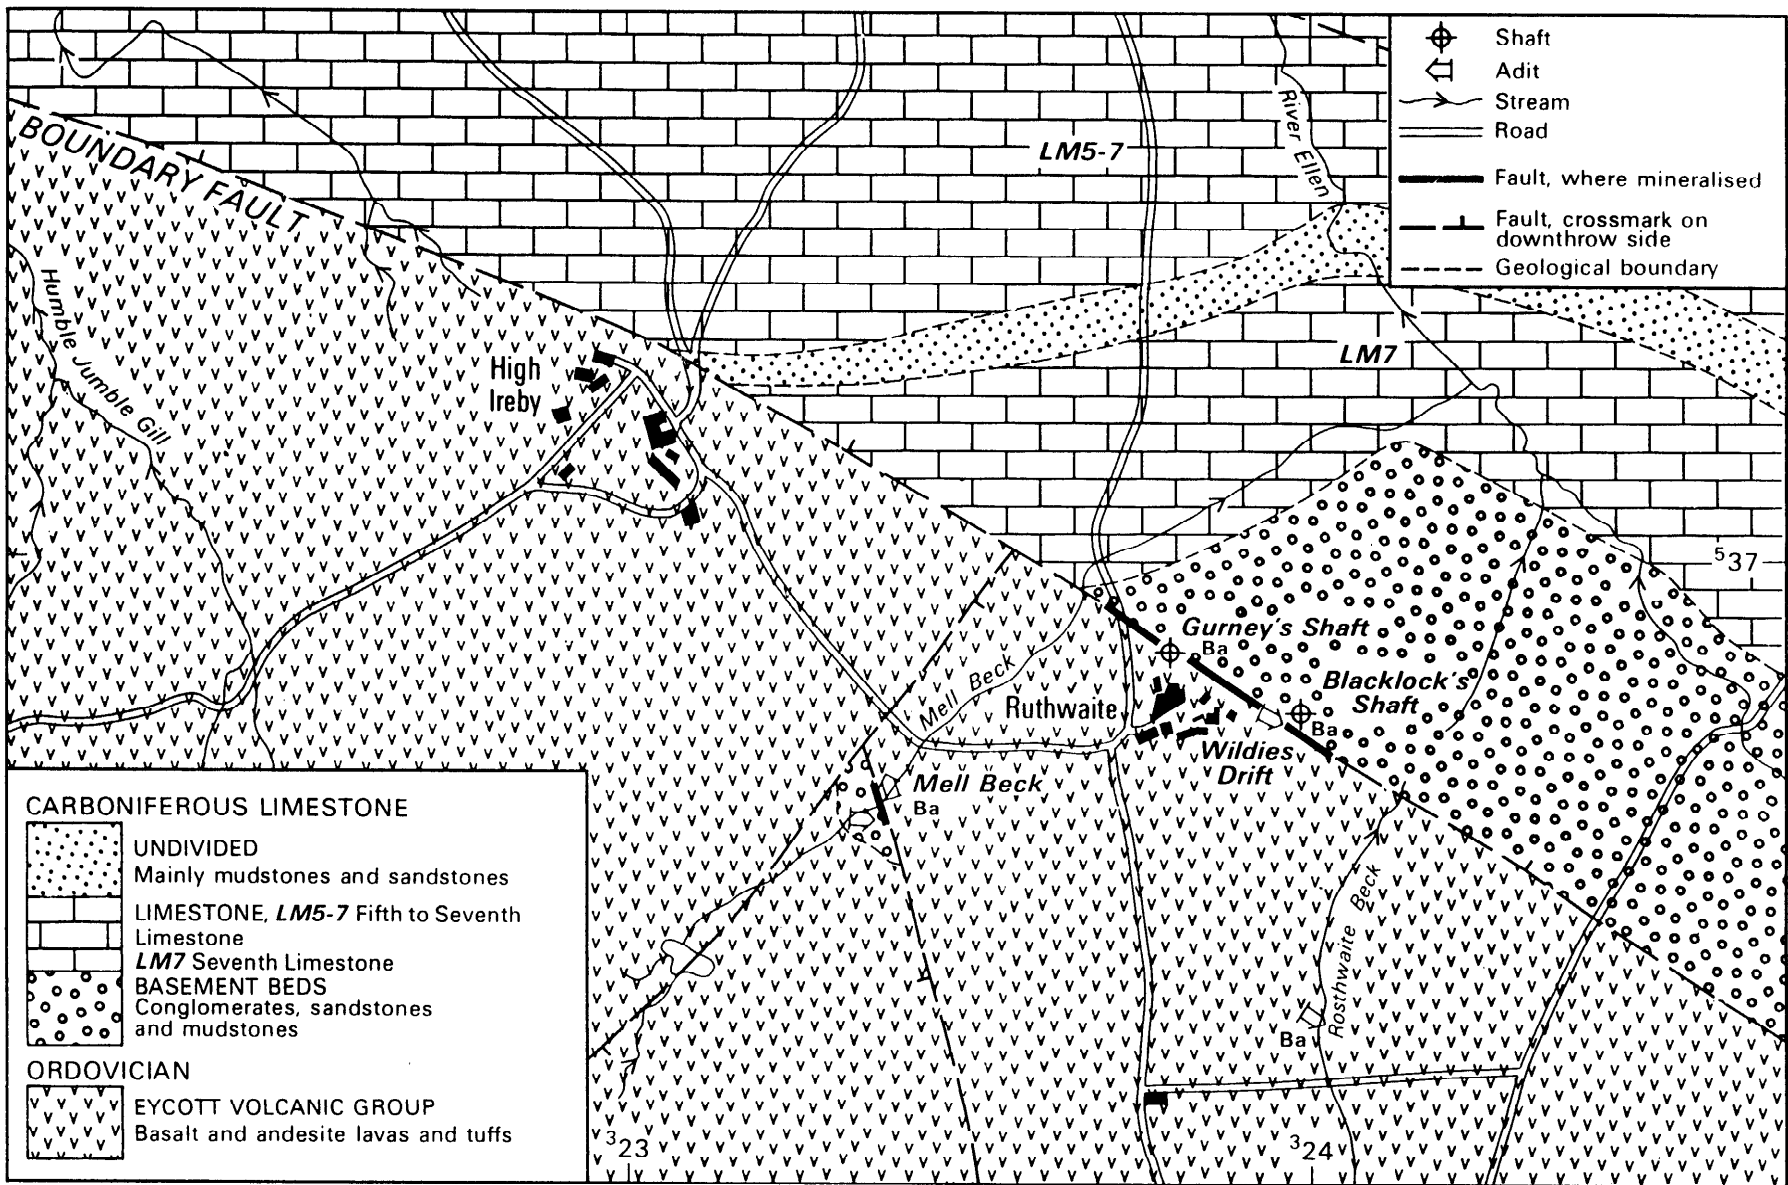 Shaft
Adit
Stream
Road
Fault, where mineralised
Fault, crossmark on
downthrow side
Geological boundary
River Ellen
LM5-7
BOUNDARY FAULT
LM7
High
Ireby
Humble Jumble Gill
537
Gurney's Shaft
Ba
Mell Beck
Ruthwaite
Blacklock's
Shaft
Ba
Wildies
Drift
Mell Beck
Ba
Rosthwaite Beck
Ba
323
324
CARBONIFEROUS LIMESTONE
UNDIVIDED
Mainly mudstones and sandstones
LIMESTONE, LM5-7 Fifth to Seventh
Limestone
LM7 Seventh Limestone
BASEMENT BEDS
Conglomerates, sandstones
and mudstones
ORDOVICIAN
EYCOTT VOLCANIC GROUP
Basalt and andesite lavas and tuffs